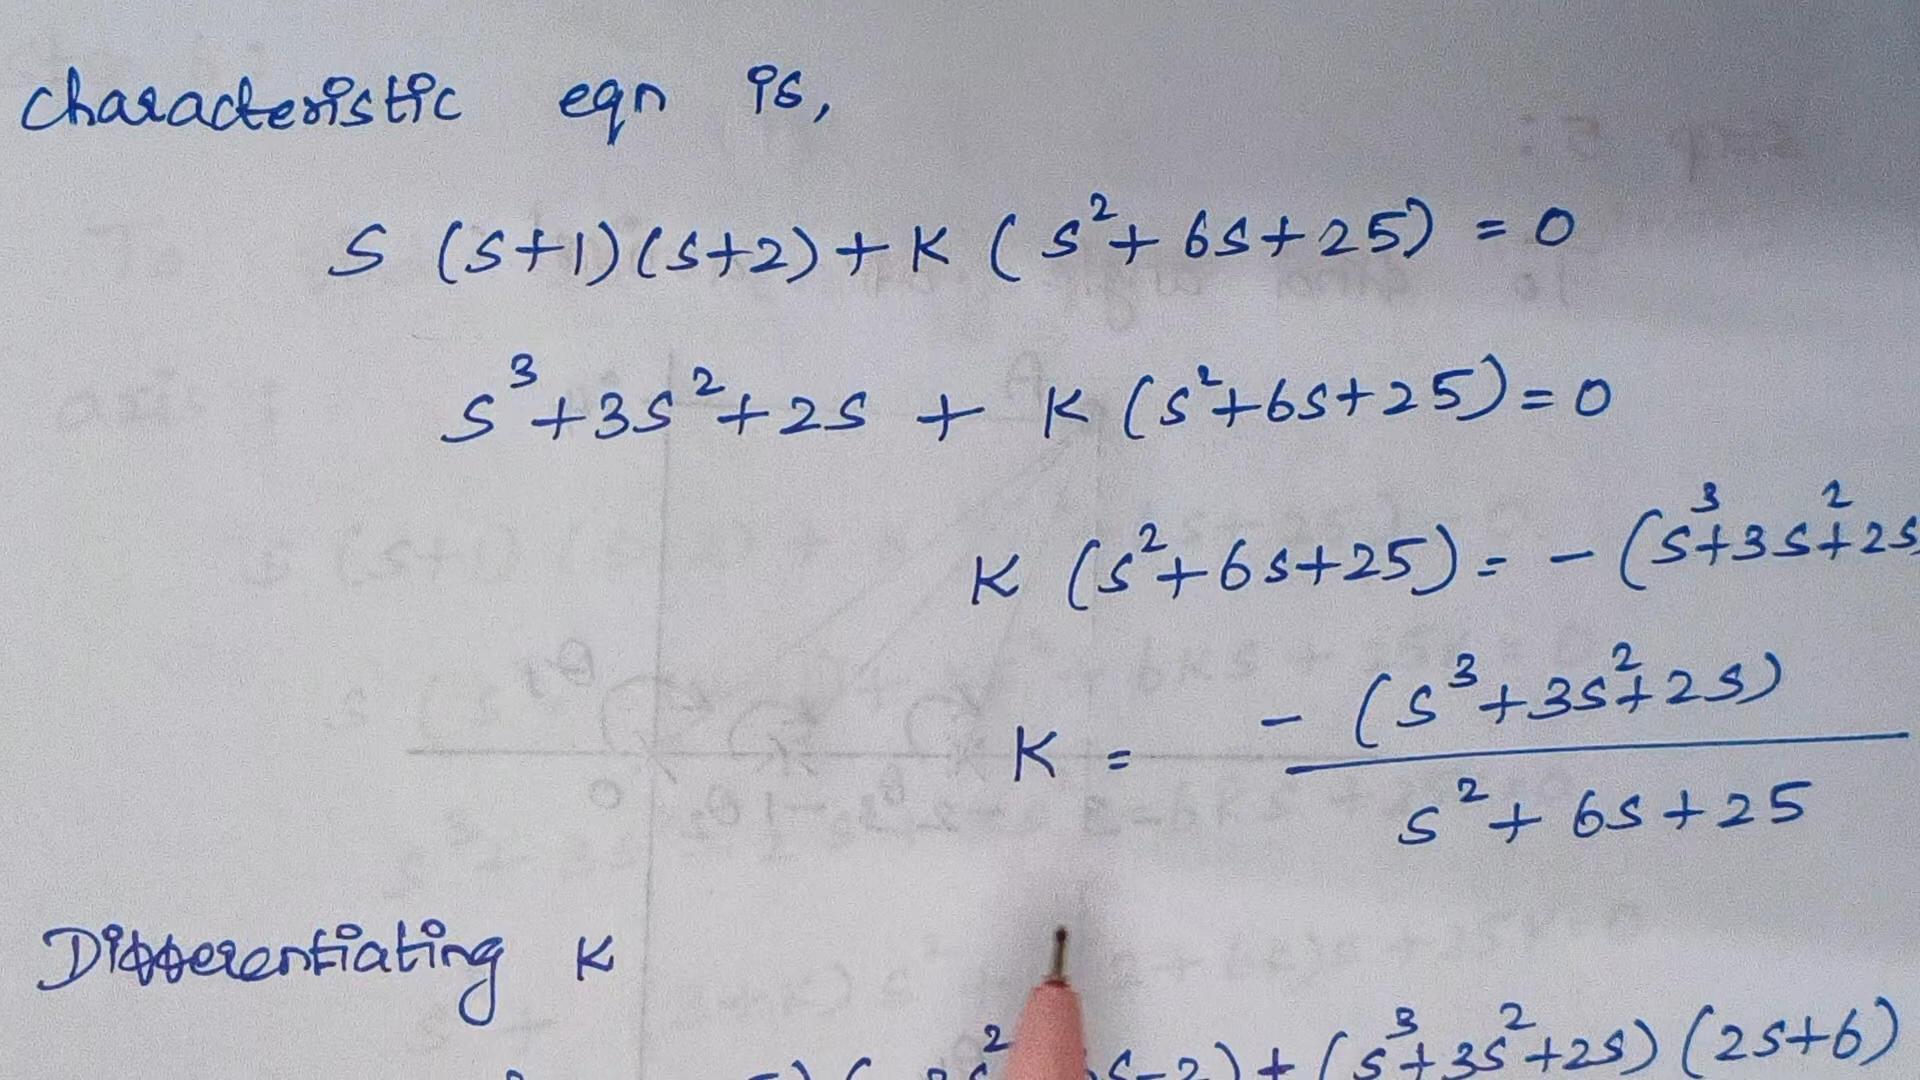 characteristic eqn is,
S (s+1)(s+2)+K (s²+6s+25) = 0
s³+3s²+2s + K (s²+6s+25)=0
K (s²+6s+25)= -(s³+3s²+2s
K = -(s³+3s²+2s)
s²+6s+25
Differentiating K
s-2)+(s³+3s²+2s)(2s+6)